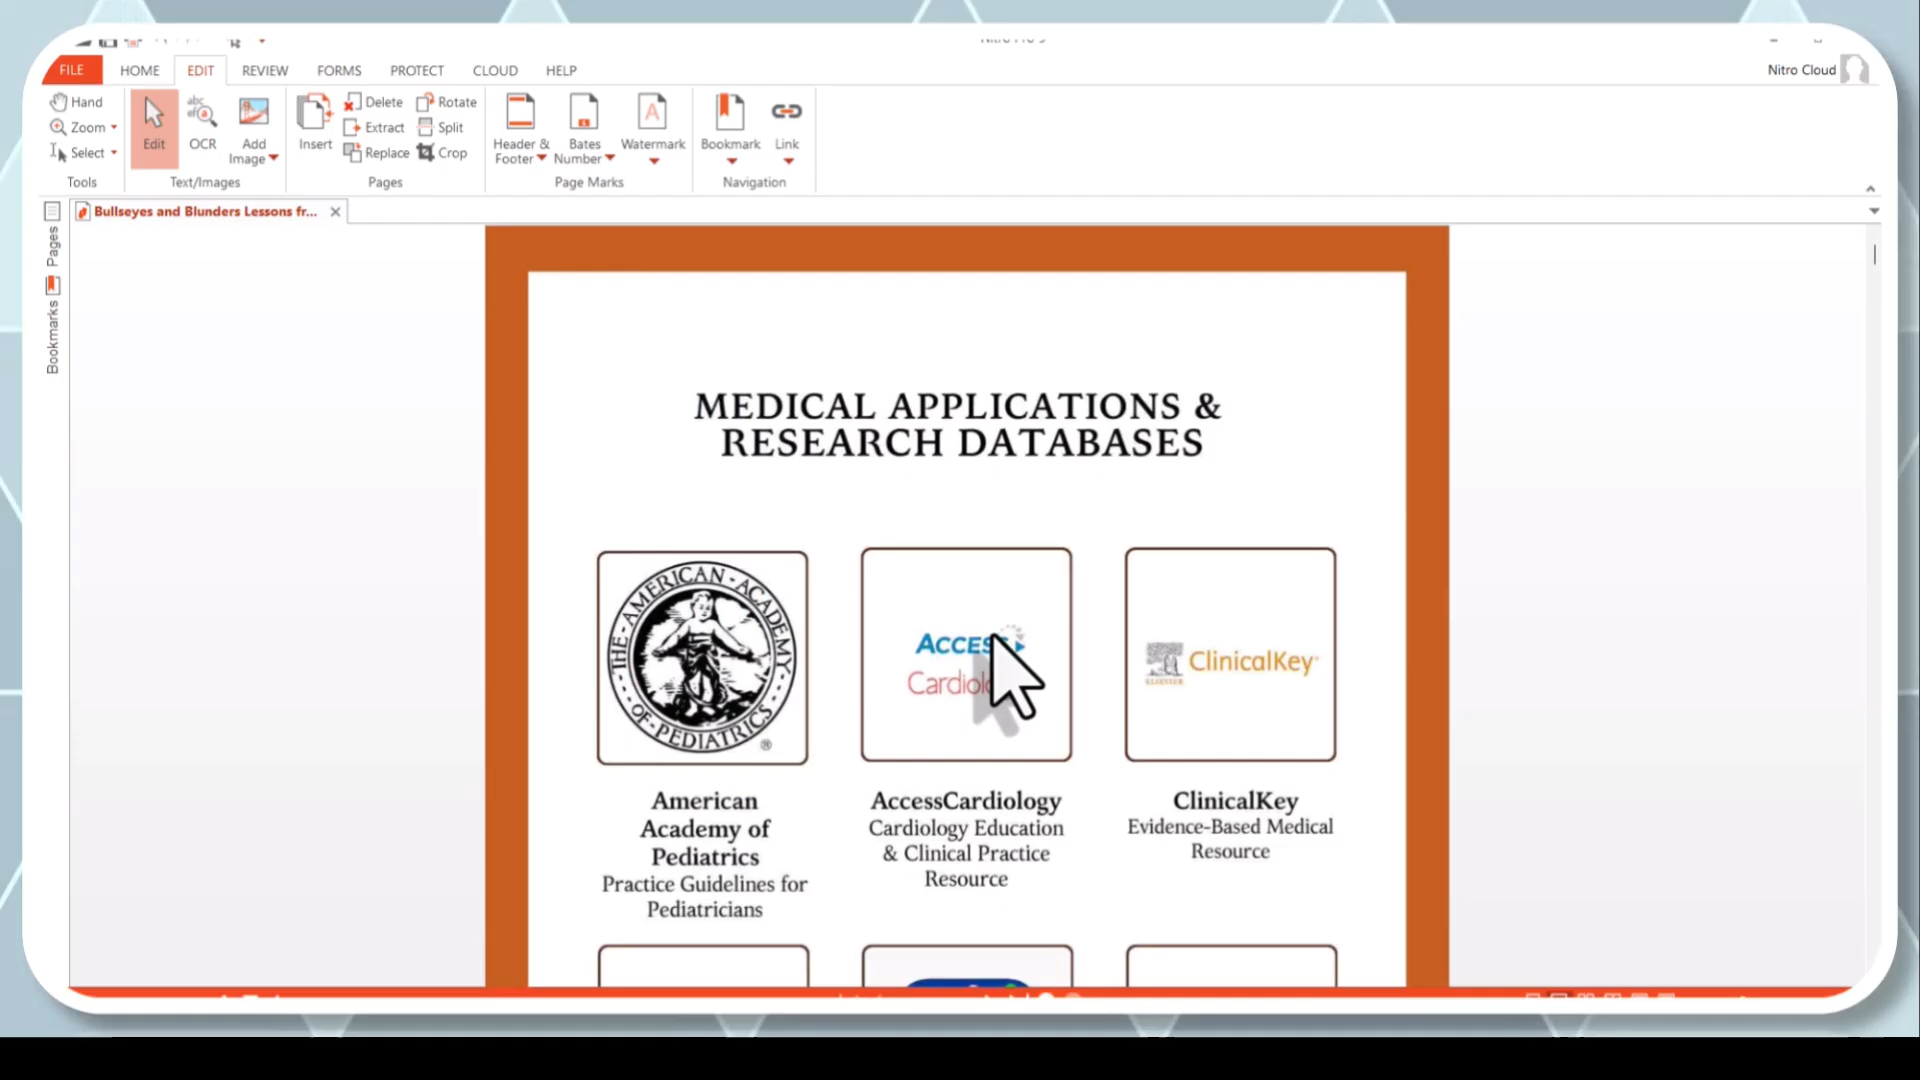 FILE
HOME
EDIT
REVIEW
FORMS
PROTECT
CLOUD
HELP
Nitro Cloud
Hand
Zoom
Select
Tools
Edit
abc
OCR
Add
Image
Text/Images
Insert
Delete
Extract
Replace
Rotate
Split
Crop
Pages
Header &
Footer
Bates
Number
Watermark
Page Marks
Bookmark
Link
Navigation
Bullseyes and Blunders Lessons fr...
Pages
Bookmarks
MEDICAL APPLICATIONS &
RESEARCH DATABASES
THE·AMERICAN·ACADEMY
·OF·PEDIATRICS·
®
ELSEVIER
ClinicalKey
American
Academy of
Pediatrics
Practice Guidelines for
Pediatricians
AccessCardiology
Cardiology Education
& Clinical Practice
Resource
ClinicalKey
Evidence-Based Medical
Resource